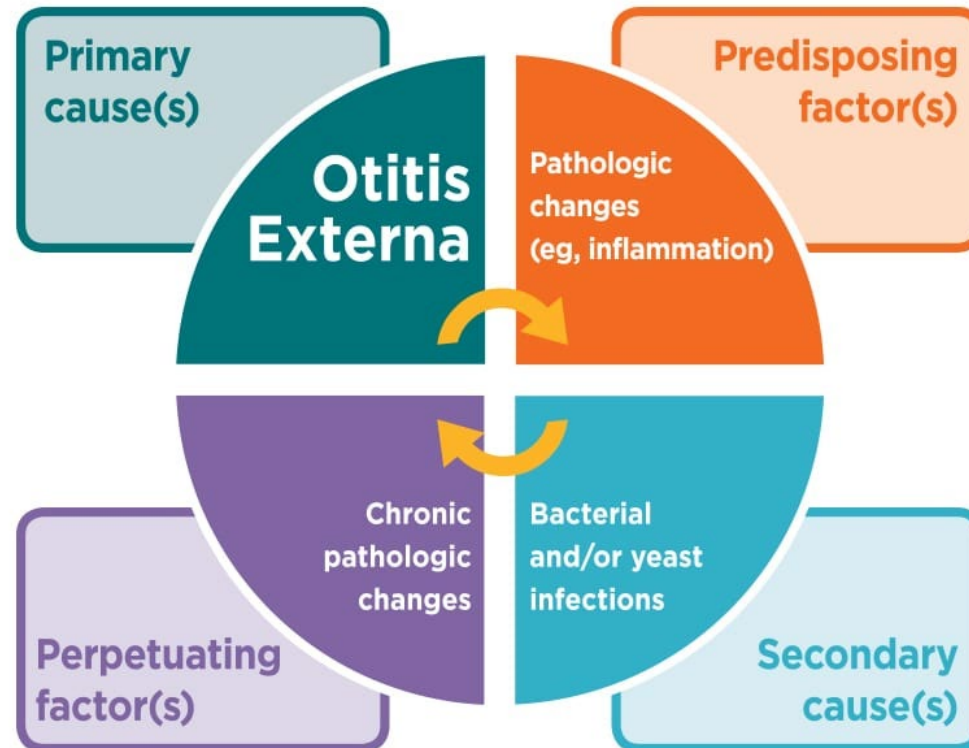 Primary
cause(s)
Predisposing
factor(s)
Otitis
Externa
Pathologic
changes
(eg, inflammation)
Chronic
pathologic
changes
Bacterial
and/or yeast
infections
Perpetuating
factor(s)
Secondary
cause(s)